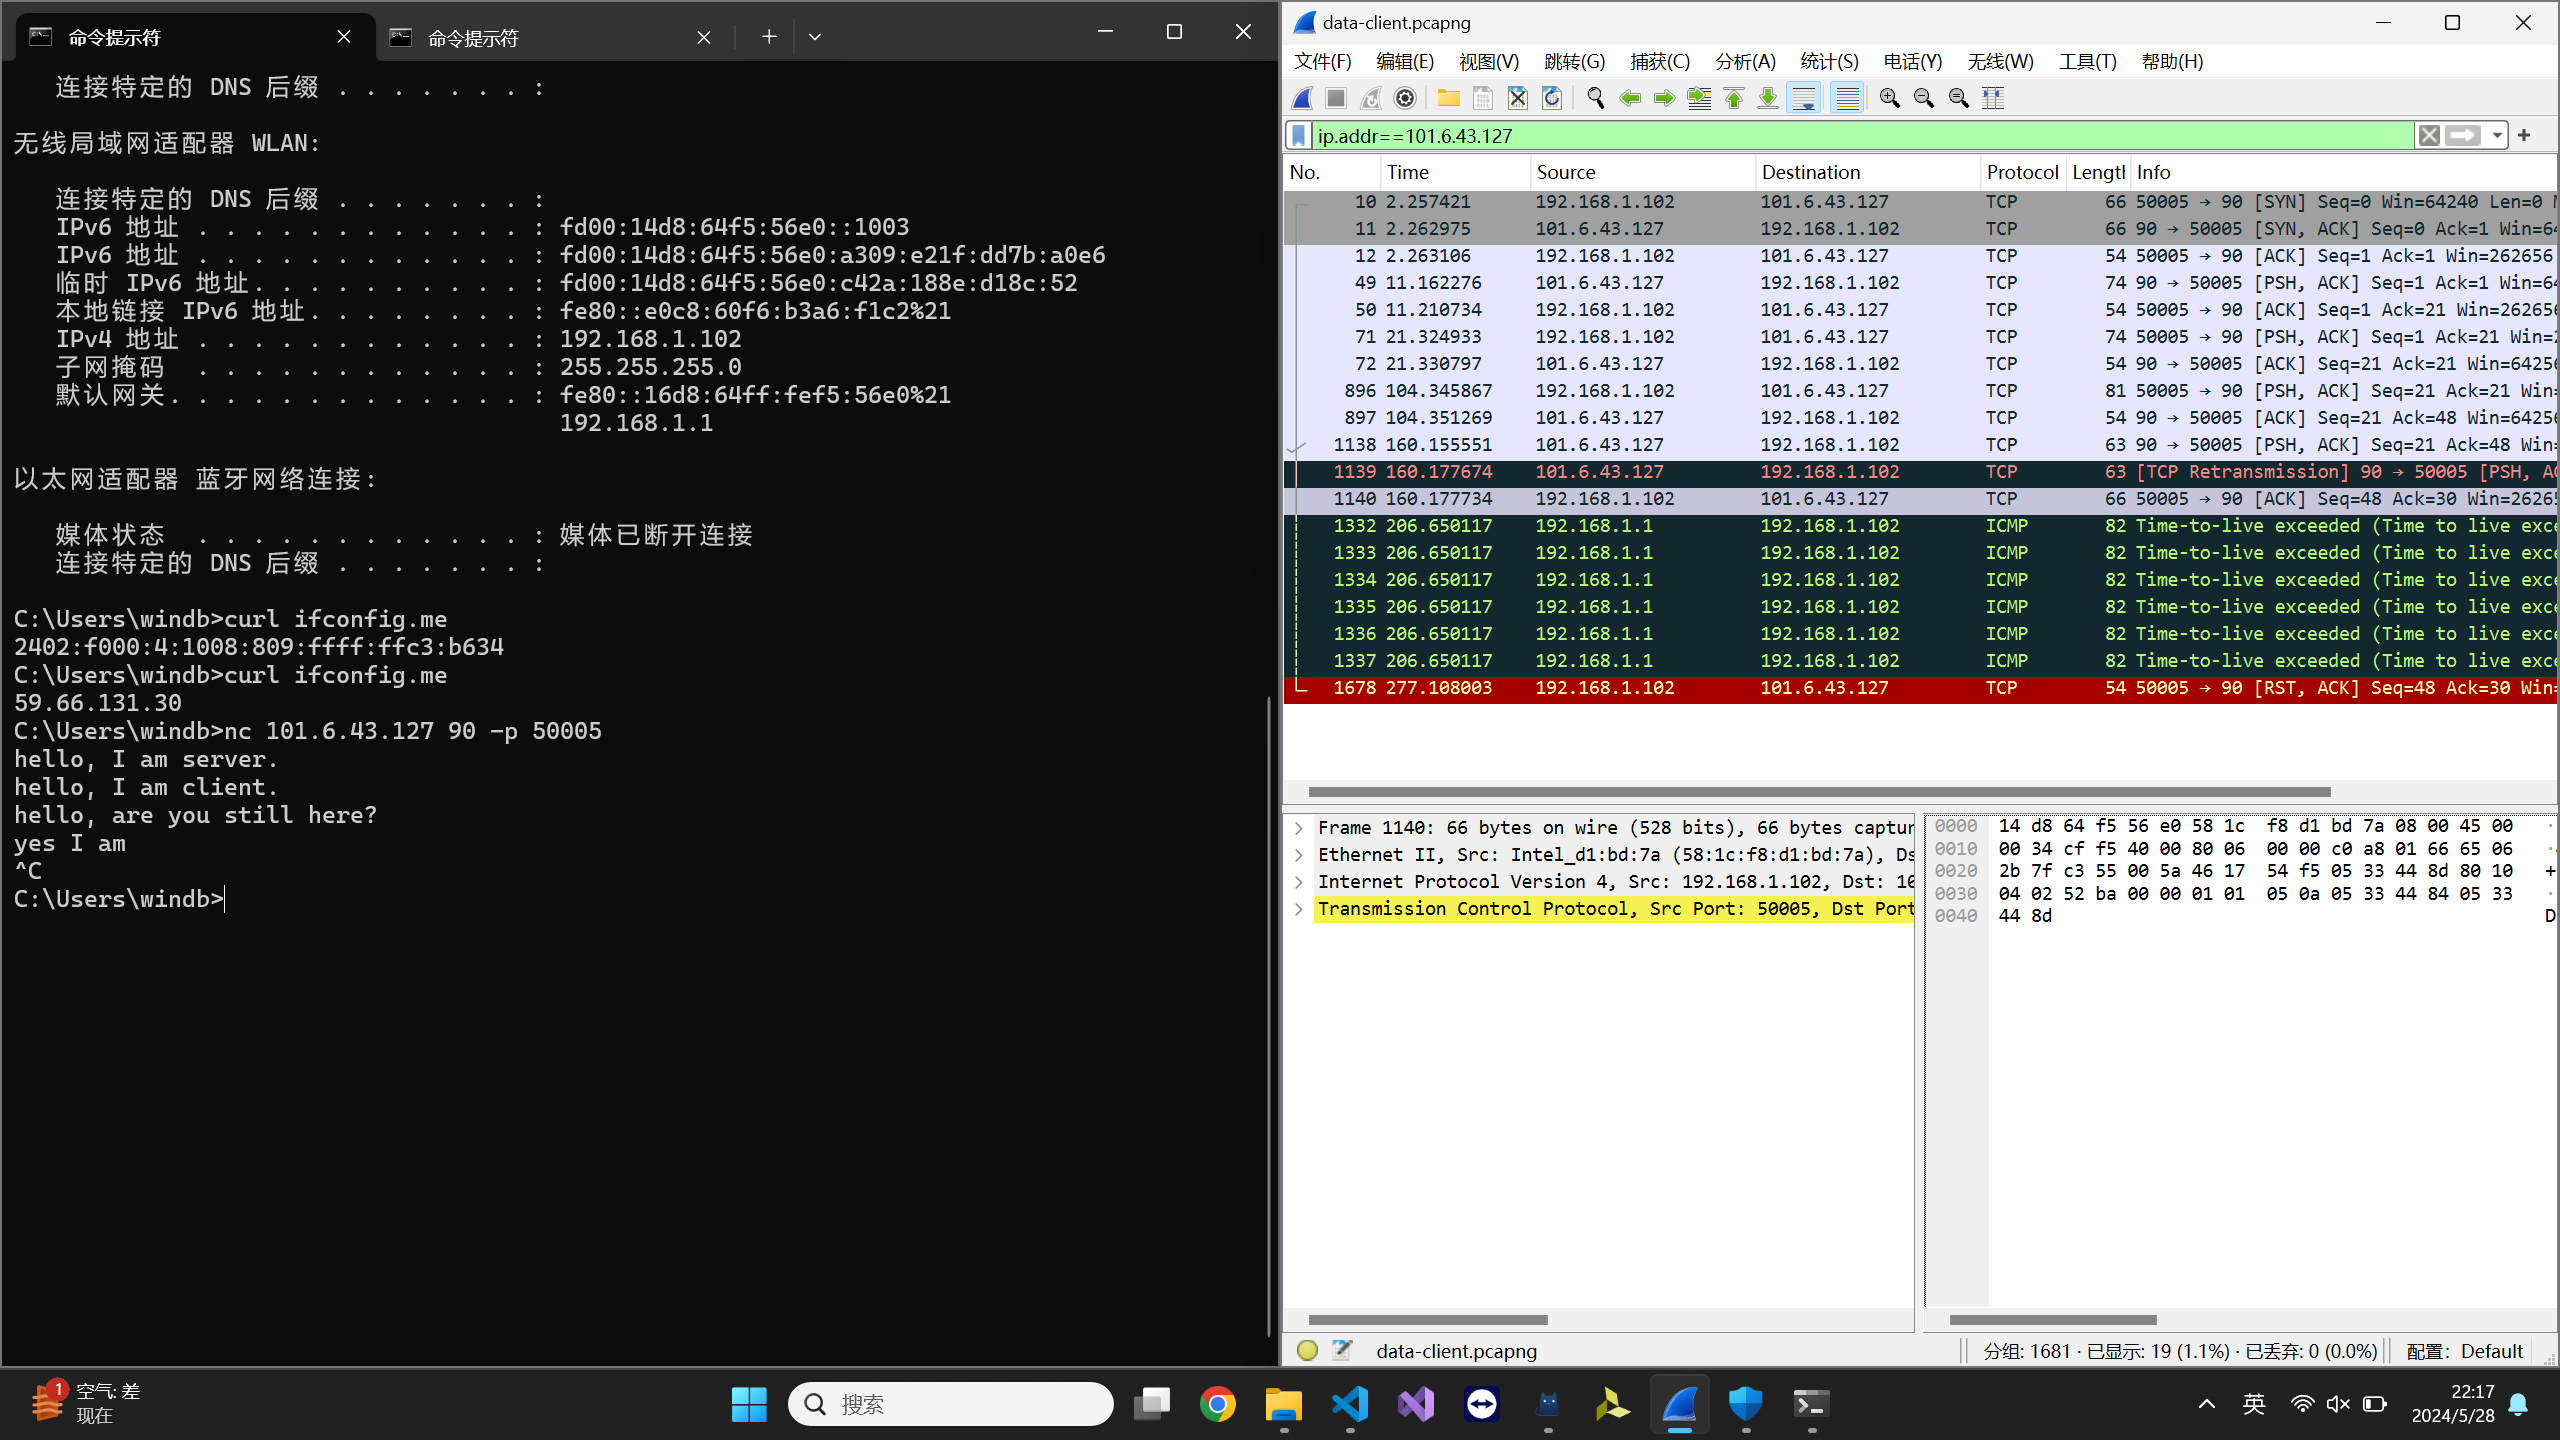 命令提示符
命令提示符
连接特定的 DNS 后缀 . . . . . . . :
无线局域网适配器 WLAN:
连接特定的 DNS 后缀 . . . . . . . :
IPv6 地址 . . . . . . . . . . . . : fd00:14d8:64f5:56e0::1003
IPv6 地址 . . . . . . . . . . . . : fd00:14d8:64f5:56e0:a309:e21f:dd7b:a0e6
临时 IPv6 地址. . . . . . . . . . : fd00:14d8:64f5:56e0:c42a:188e:d18c:52
本地链接 IPv6 地址. . . . . . . . : fe80::e0c8:60f6:b3a6:f1c2%21
IPv4 地址 . . . . . . . . . . . . : 192.168.1.102
子网掩码 . . . . . . . . . . . . : 255.255.255.0
默认网关. . . . . . . . . . . . . : fe80::16d8:64ff:fef5:56e0%21
192.168.1.1
以太网适配器 蓝牙网络连接:
媒体状态 . . . . . . . . . . . . : 媒体已断开连接
连接特定的 DNS 后缀 . . . . . . . :
C:\Users\windb>curl ifconfig.me
2402:f000:4:1008:809:ffff:ffc3:b634
C:\Users\windb>curl ifconfig.me
59.66.131.30
C:\Users\windb>nc 101.6.43.127 90 -p 50005
hello, I am server.
hello, I am client.
hello, are you still here?
yes I am
^C
C:\Users\windb>
data-client.pcapng
文件(F) 编辑(E) 视图(V) 跳转(G) 捕获(C) 分析(A) 统计(S) 电话(Y) 无线(W) 工具(T) 帮助(H)
ip.addr==101.6.43.127
No. Time Source Destination Protocol Lengtl Info
10 2.257421 192.168.1.102 101.6.43.127 TCP 66 50005 → 90 [SYN] Seq=0 Win=64240 Len=0 M
11 2.262975 101.6.43.127 192.168.1.102 TCP 66 90 → 50005 [SYN, ACK] Seq=0 Ack=1 Win=64
12 2.263106 192.168.1.102 101.6.43.127 TCP 54 50005 → 90 [ACK] Seq=1 Ack=1 Win=262656
49 11.162276 101.6.43.127 192.168.1.102 TCP 74 90 → 50005 [PSH, ACK] Seq=1 Ack=1 Win=64
50 11.210734 192.168.1.102 101.6.43.127 TCP 54 50005 → 90 [ACK] Seq=1 Ack=21 Win=262656
71 21.324933 192.168.1.102 101.6.43.127 TCP 74 50005 → 90 [PSH, ACK] Seq=1 Ack=21 Win=2
72 21.330797 101.6.43.127 192.168.1.102 TCP 54 90 → 50005 [ACK] Seq=21 Ack=21 Win=64256
896 104.345867 192.168.1.102 101.6.43.127 TCP 81 50005 → 90 [PSH, ACK] Seq=21 Ack=21 Win=
897 104.351269 101.6.43.127 192.168.1.102 TCP 54 90 → 50005 [ACK] Seq=21 Ack=48 Win=64256
1138 160.155551 101.6.43.127 192.168.1.102 TCP 63 90 → 50005 [PSH, ACK] Seq=21 Ack=48 Win=
1139 160.177674 101.6.43.127 192.168.1.102 TCP 63 [TCP Retransmission] 90 → 50005 [PSH, AC
1140 160.177734 192.168.1.102 101.6.43.127 TCP 66 50005 → 90 [ACK] Seq=48 Ack=30 Win=26265
1332 206.650117 192.168.1.1 192.168.1.102 ICMP 82 Time-to-live exceeded (Time to live exce
1333 206.650117 192.168.1.1 192.168.1.102 ICMP 82 Time-to-live exceeded (Time to live exce
1334 206.650117 192.168.1.1 192.168.1.102 ICMP 82 Time-to-live exceeded (Time to live exce
1335 206.650117 192.168.1.1 192.168.1.102 ICMP 82 Time-to-live exceeded (Time to live exce
1336 206.650117 192.168.1.1 192.168.1.102 ICMP 82 Time-to-live exceeded (Time to live exce
1337 206.650117 192.168.1.1 192.168.1.102 ICMP 82 Time-to-live exceeded (Time to live exce
1678 277.108003 192.168.1.102 101.6.43.127 TCP 54 50005 → 90 [RST, ACK] Seq=48 Ack=30 Win=
Frame 1140: 66 bytes on wire (528 bits), 66 bytes captur
Ethernet II, Src: Intel_d1:bd:7a (58:1c:f8:d1:bd:7a), Ds
Internet Protocol Version 4, Src: 192.168.1.102, Dst: 10
Transmission Control Protocol, Src Port: 50005, Dst Port
0000 14 d8 64 f5 56 e0 58 1c f8 d1 bd 7a 08 00 45 00 ·
0010 00 34 cf f5 40 00 80 06 00 00 c0 a8 01 66 65 06 ·
0020 2b 7f c3 55 00 5a 46 17 54 f5 05 33 44 8d 80 10 +
0030 04 02 52 ba 00 00 01 01 05 0a 05 33 44 84 05 33 ·
0040 44 8d D
data-client.pcapng
分组: 1681 · 已显示: 19 (1.1%) · 已丢弃: 0 (0.0%)
配置: Default
1
空气: 差
现在
搜索
英
22:17
2024/5/28